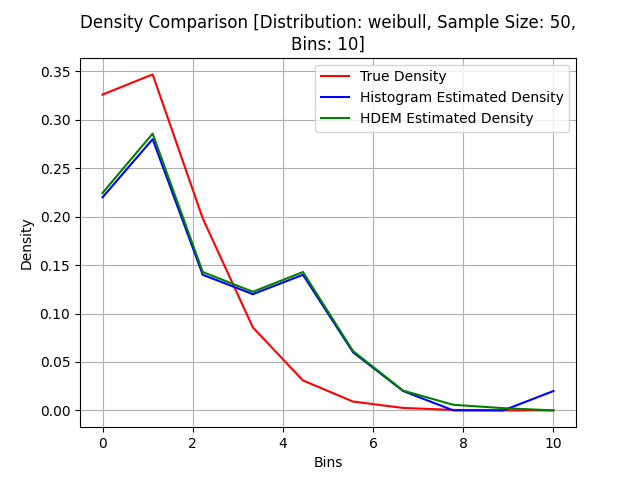 Density Comparison [Distribution: weibull, Sample Size: 50,
Bins: 10]
True Density
Histogram Estimated Density
HDEM Estimated Density
Density
0.35
0.30
0.25
0.20
0.15
0.10
0.05
0.00
0 2 4 6 8 10
Bins